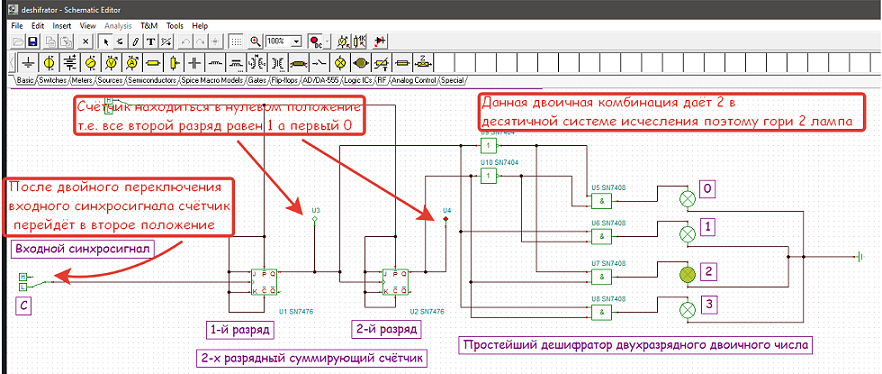 deshifrator - Schematic Editor
File Edit Insert View Analysis T&M Tools Help
100%
DC
Basic Switches Meters Sources Semiconductors Spice Macro Models Gates Flip-flops AD/DA-555 Logic ICs RF Analog Control Special
Счётчик находиться в нулевом положение
т.е. все второй разряд равен 1 а первый 0
Данная двоичная комбинация даёт 2 в
десятичной системе исчесления поэтому гори 2 лампа
U9 SN7404
1
U10 SN7404
1
После двойного переключения
входного синхросигнала счётчик
перейдёт в второе положение
Входной синхросигнал
H
L
C
U3
U4
J P Q
K C Q
U1 SN7476
J P Q
K C Q
U2 SN7476
U5 SN7408
&
0
U6 SN7408
&
1
U7 SN7408
&
2
U8 SN7408
&
3
1-й разряд
2-й разряд
2-х разрядный суммирующий счётчик
Простейший дешифратор двухразрядного двоичного числа